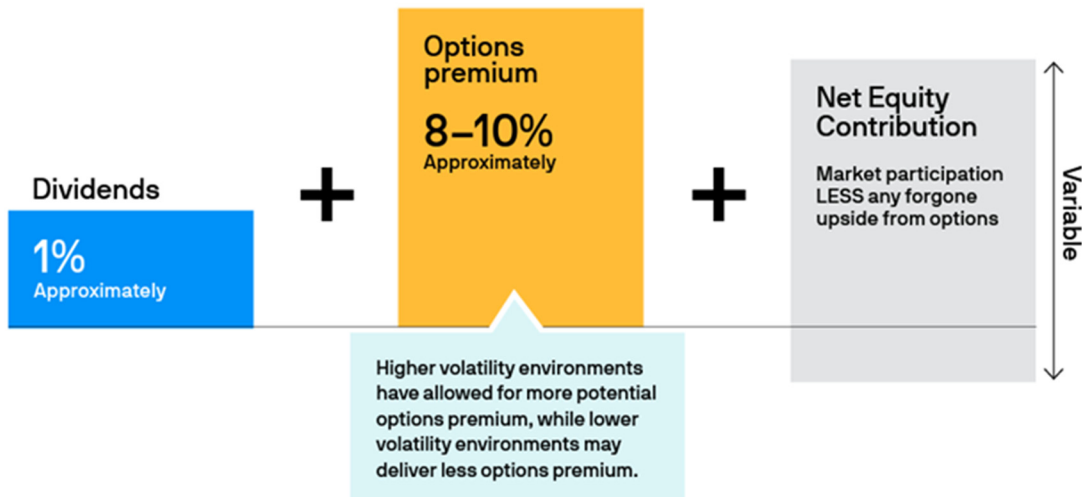 Dividends
1%
Approximately
Options
premium
8–10%
Approximately
Higher volatility environments
have allowed for more potential
options premium, while lower
volatility environments may
deliver less options premium.
Net Equity
Contribution
Market participation
LESS any forgone
upside from options
Variable